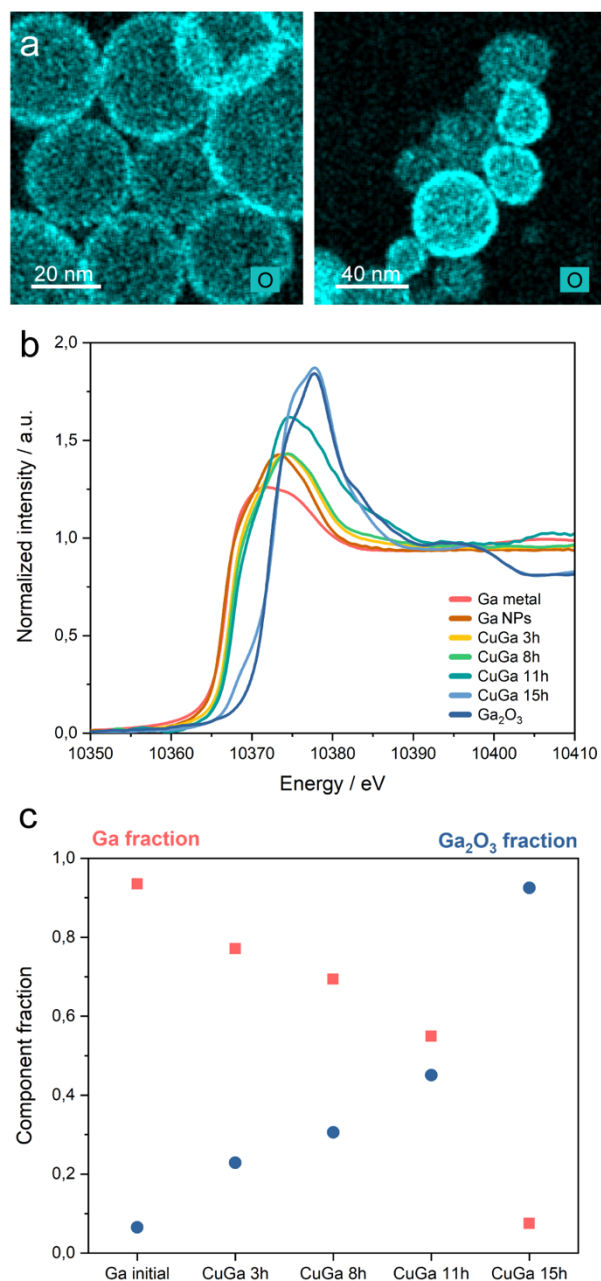 a
20 nm
O
40 nm
O
b
2,0
1,5
1,0
0,5
0,0
Normalized intensity / a.u.
Ga metal
Ga NPs
CuGa 3h
CuGa 8h
CuGa 11h
CuGa 15h
Ga₂O₃
10350 10360 10370 10380 10390 10400 10410
Energy / eV
c
Ga fraction
Ga₂O₃ fraction
1,0
0,8
0,6
0,4
0,2
0,0
Component fraction
Ga initial CuGa 3h CuGa 8h CuGa 11h CuGa 15h